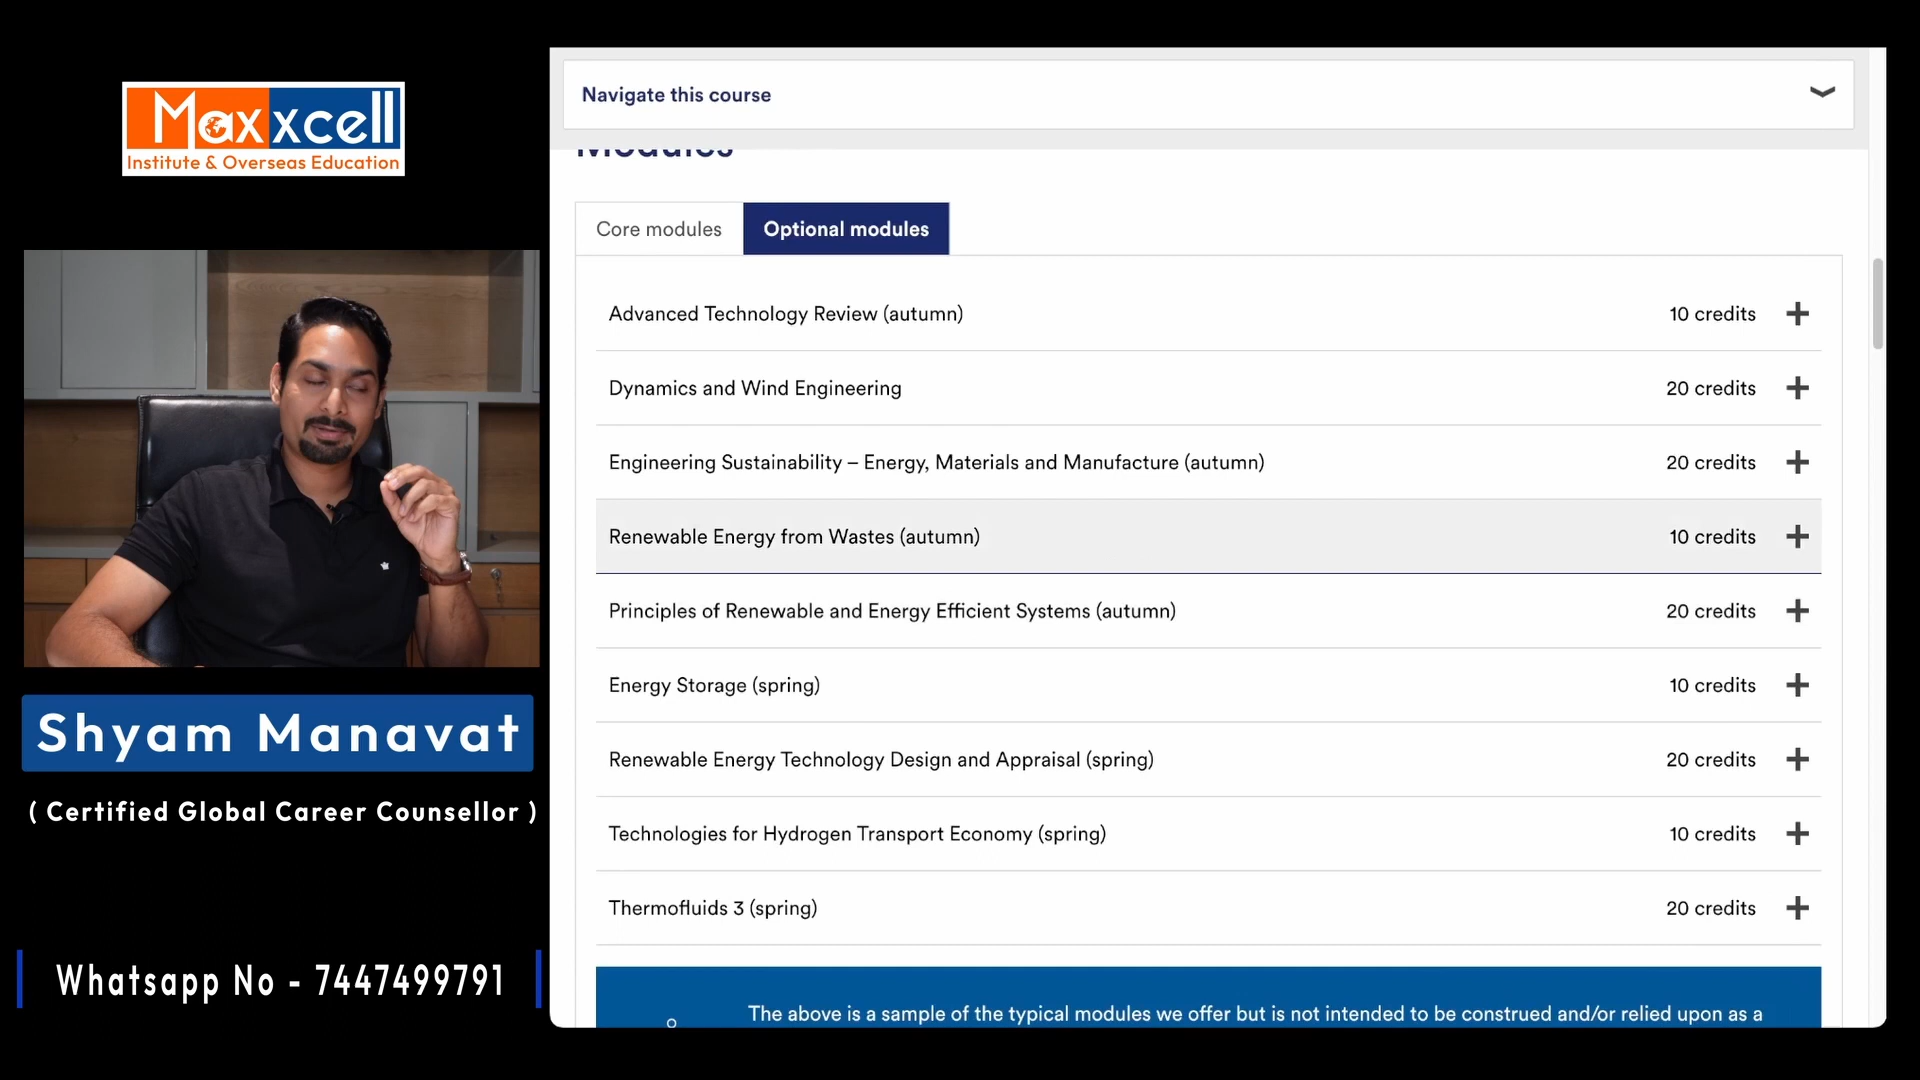 Maxxcell
Institute & Overseas Education
Shyam Manavat
( Certified Global Career Counsellor )
Whatsapp No - 7447499791
Navigate this course
Modules
Core modules
Optional modules
Advanced Technology Review (autumn) 10 credits
Dynamics and Wind Engineering 20 credits
Engineering Sustainability – Energy, Materials and Manufacture (autumn) 20 credits
Renewable Energy from Wastes (autumn) 10 credits
Principles of Renewable and Energy Efficient Systems (autumn) 20 credits
Energy Storage (spring) 10 credits
Renewable Energy Technology Design and Appraisal (spring) 20 credits
Technologies for Hydrogen Transport Economy (spring) 10 credits
Thermofluids 3 (spring) 20 credits
The above is a sample of the typical modules we offer but is not intended to be construed and/or relied upon as a